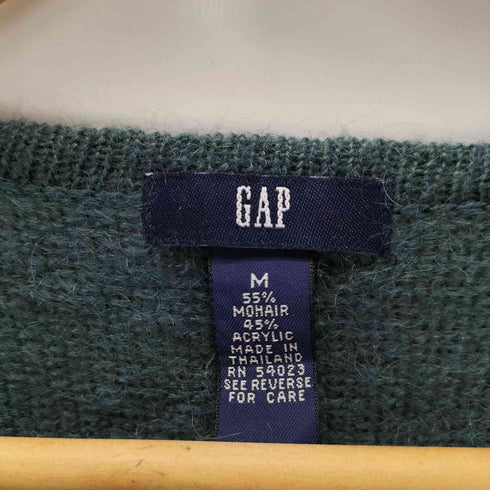 GAP
M
55%
MOHAIR
45%
ACRYLIC
MADE IN
THAILAND
RN 54023
SEE REVERSE
FOR CARE